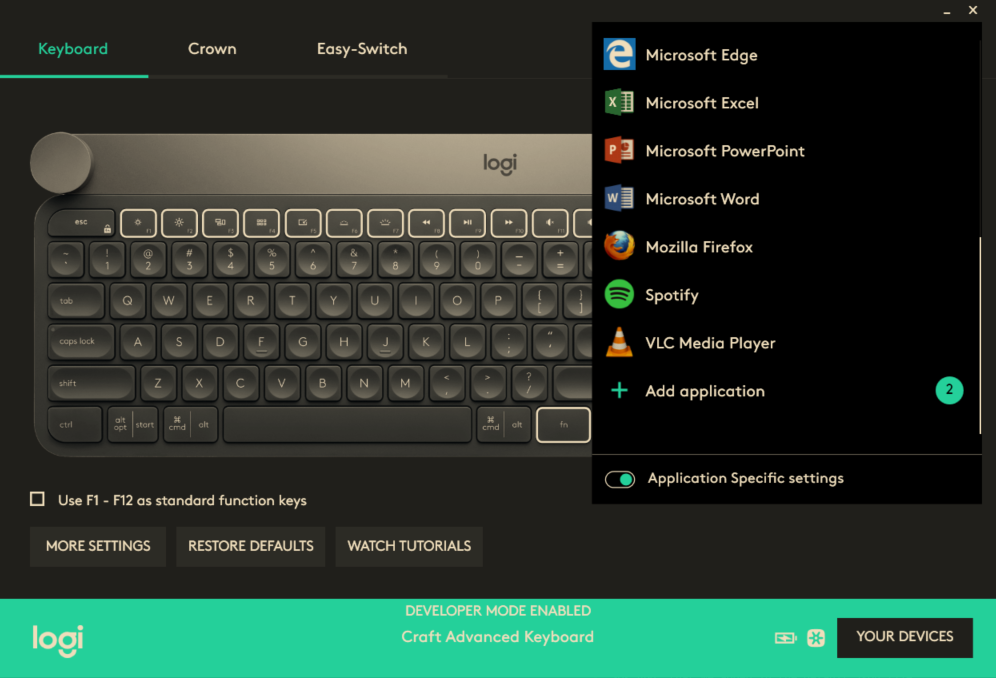 Keyboard Crown Easy-Switch
Microsoft Edge
Microsoft Excel
Microsoft PowerPoint
Microsoft Word
Mozilla Firefox
Spotify
VLC Media Player
Add application 2
Application Specific settings
logi
esc F1 F2 F3 F4 F5 F6 F7 F8 F9 F10 F11
~ ! @ # $ % ^ & * ( ) _ +
` 1 2 3 4 5 6 7 8 9 0 - =
tab Q W E R T Y U I O P { [ } ]
caps lock A S D F G H J K L : ; " '
shift Z X C V B N M < , > . ? /
ctrl alt opt start ⌘ cmd alt ⌘ cmd alt fn
Use F1 - F12 as standard function keys
MORE SETTINGS RESTORE DEFAULTS WATCH TUTORIALS
DEVELOPER MODE ENABLED
logi Craft Advanced Keyboard YOUR DEVICES